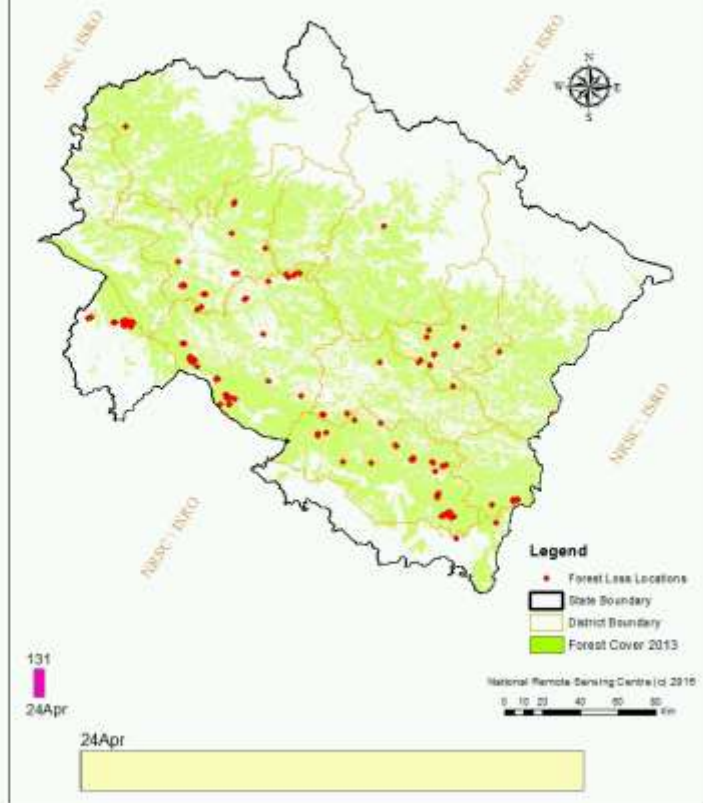 NRSC \ ISRO
NRSC \ ISRO
N
W
E
S
NRSC \ ISRO
NRSC \ ISRO
Legend
Forest Loss Locations
State Boundary
District Boundary
Forest Cover 2013
131
24Apr
National Remote Sensing Centre (c) 2016
0 10 20 40 60 80
Km
24Apr